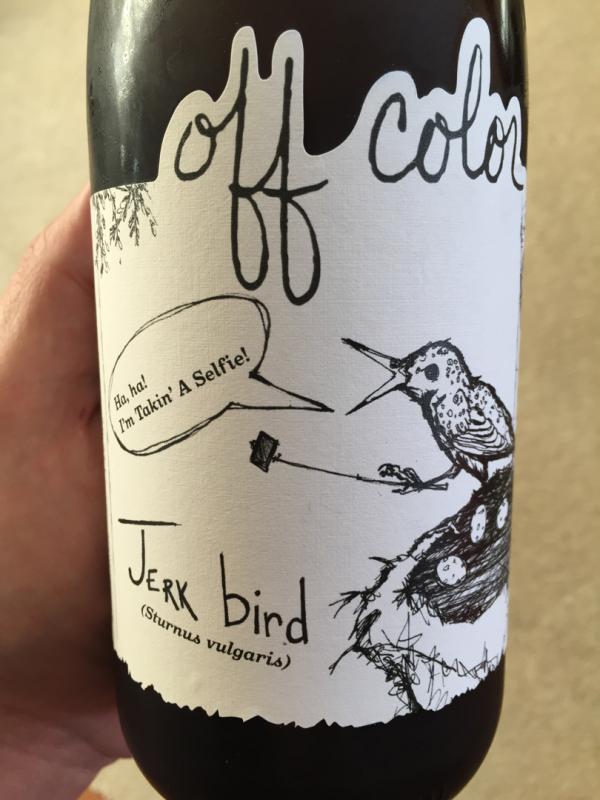 off color
Ha, ha!
I'm Takin' A Selfie!
JERK bird
(Sturnus vulgaris)